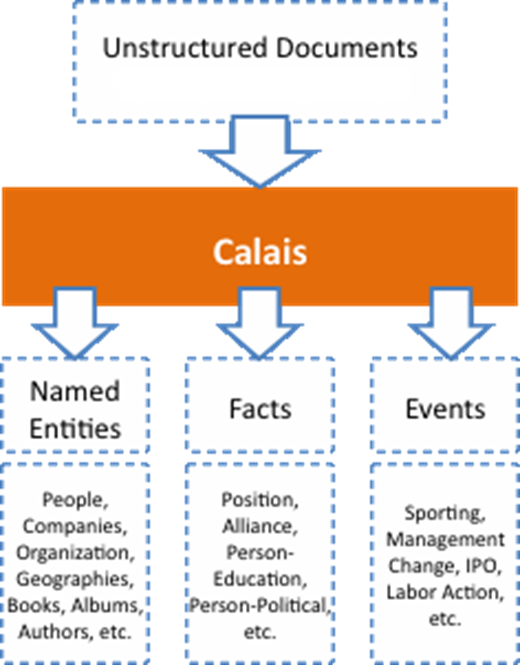 Unstructured Documents
Calais
Named
Entities
Facts
Events
People,
Companies,
Organization,
Geographies,
Books, Albums,
Authors, etc.
Position,
Alliance,
Person-
Education,
Person-Political,
etc.
Sporting,
Management
Change, IPO,
Labor Action,
etc.